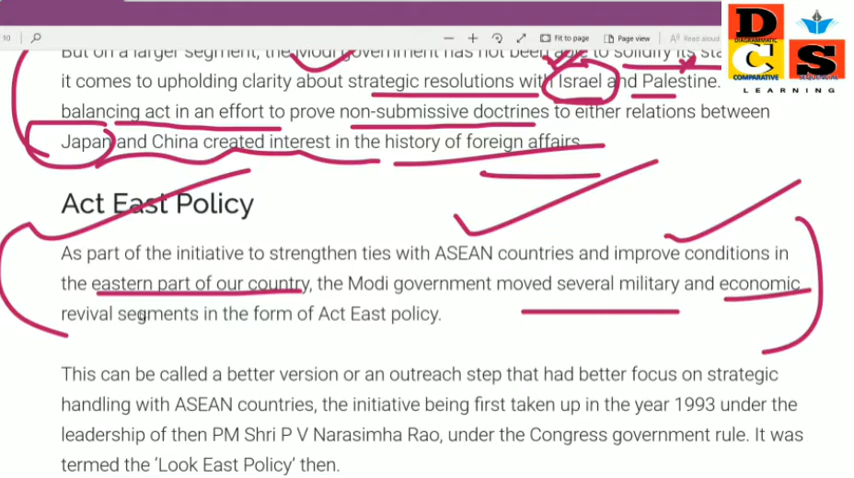 10
Fit to page
Page view
Read aloud
D
DIAGRAMMATIC
C
COMPARATIVE
S
SEQUENTIAL
LEARNING
But on a larger segment, the Modi government has not been able to solidify its sta
it comes to upholding clarity about strategic resolutions with Israel and Palestine.
balancing act in an effort to prove non-submissive doctrines to either relations between
Japan and China created interest in the history of foreign affairs.
Act East Policy
As part of the initiative to strengthen ties with ASEAN countries and improve conditions in
the eastern part of our country, the Modi government moved several military and economic
revival segments in the form of Act East policy.
This can be called a better version or an outreach step that had better focus on strategic
handling with ASEAN countries, the initiative being first taken up in the year 1993 under the
leadership of then PM Shri P V Narasimha Rao, under the Congress government rule. It was
termed the ‘Look East Policy’ then.